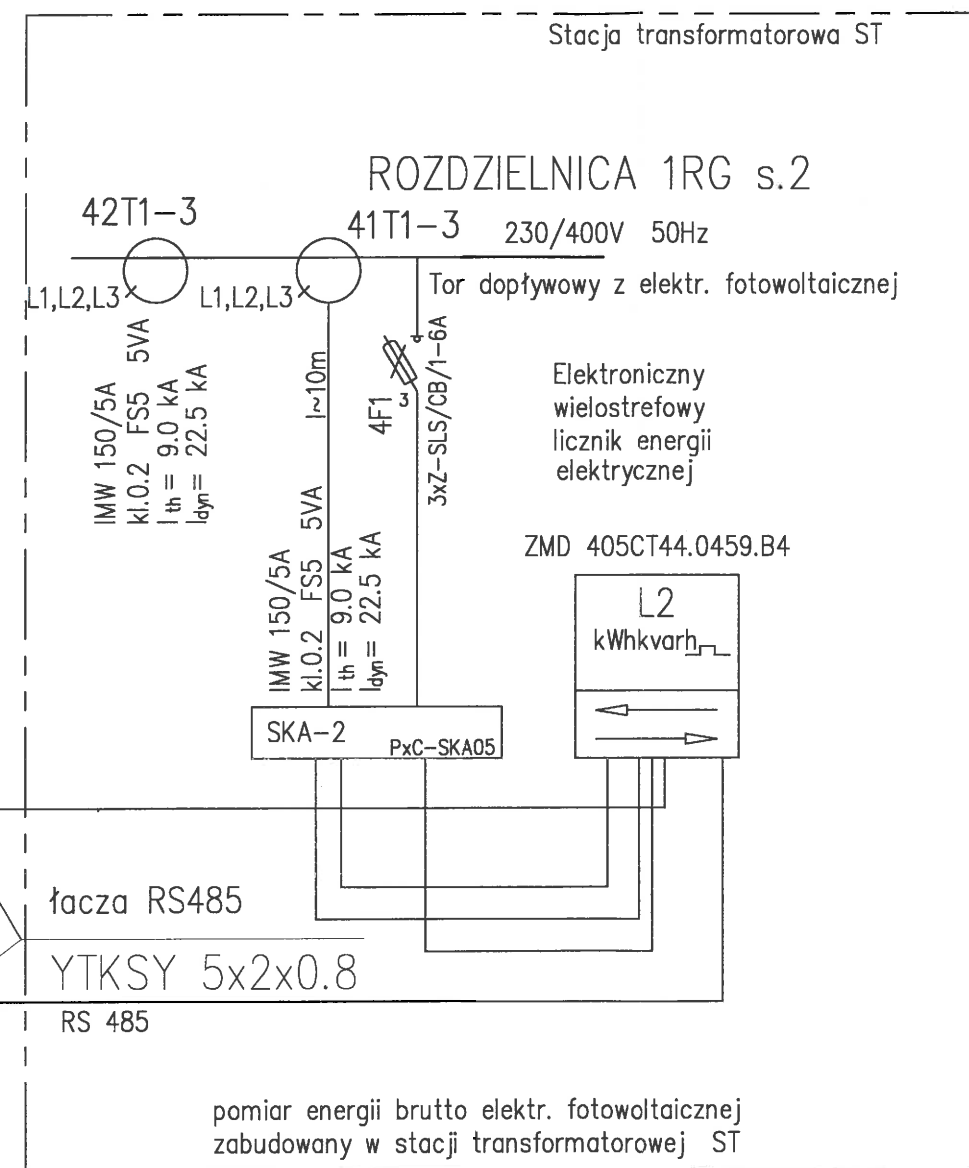 Stacja transformatorowa ST
ROZDZIELNICA 1RG s.2
42T1-3
41T1-3
230/400V 50Hz
L1,L2,L3
L1,L2,L3
Tor dopływowy z elektr. fotowoltaicznej
IMW 150/5A
kl.0.2 FS5 5VA
Ith = 9.0 kA
Idyn= 22.5 kA
l~10m
4F1
3
3xZ-SLS/CB/1-6A
Elektroniczny
wielostrefowy
licznik energii
elektrycznej
IMW 150/5A
kl.0.2 FS5 5VA
Ith = 9.0 kA
Idyn= 22.5 kA
ZMD 405CT44.0459.B4
L2
kWhkvarh
SKA-2
PxC-SKA05
łacza RS485
YTKSY 5x2x0.8
RS 485
pomiar energii brutto elektr. fotowoltaicznej
zabudowany w stacji transformatorowej ST